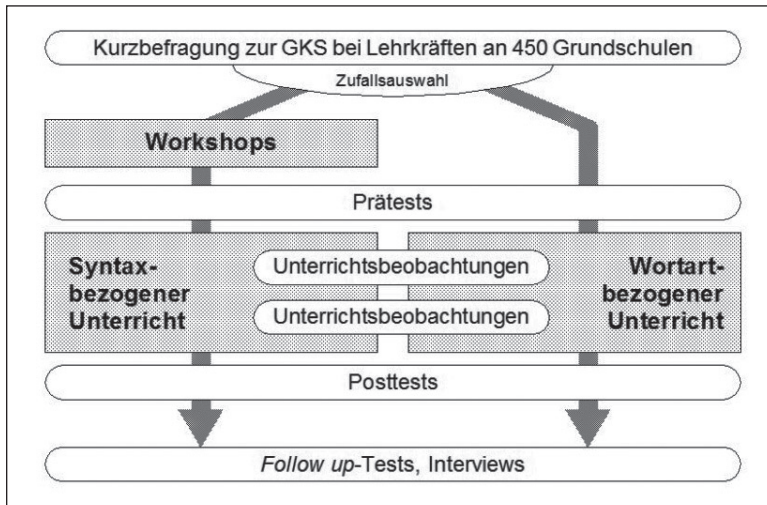 Kurzbefragung zur GKS bei Lehrkräften an 450 Grundschulen
Zufallsauswahl
Workshops
Prätests
Syntax-
bezogener
Unterricht
Unterrichtsbeobachtungen
Unterrichtsbeobachtungen
Wortart-
bezogener
Unterricht
Posttests
Follow up-Tests, Interviews